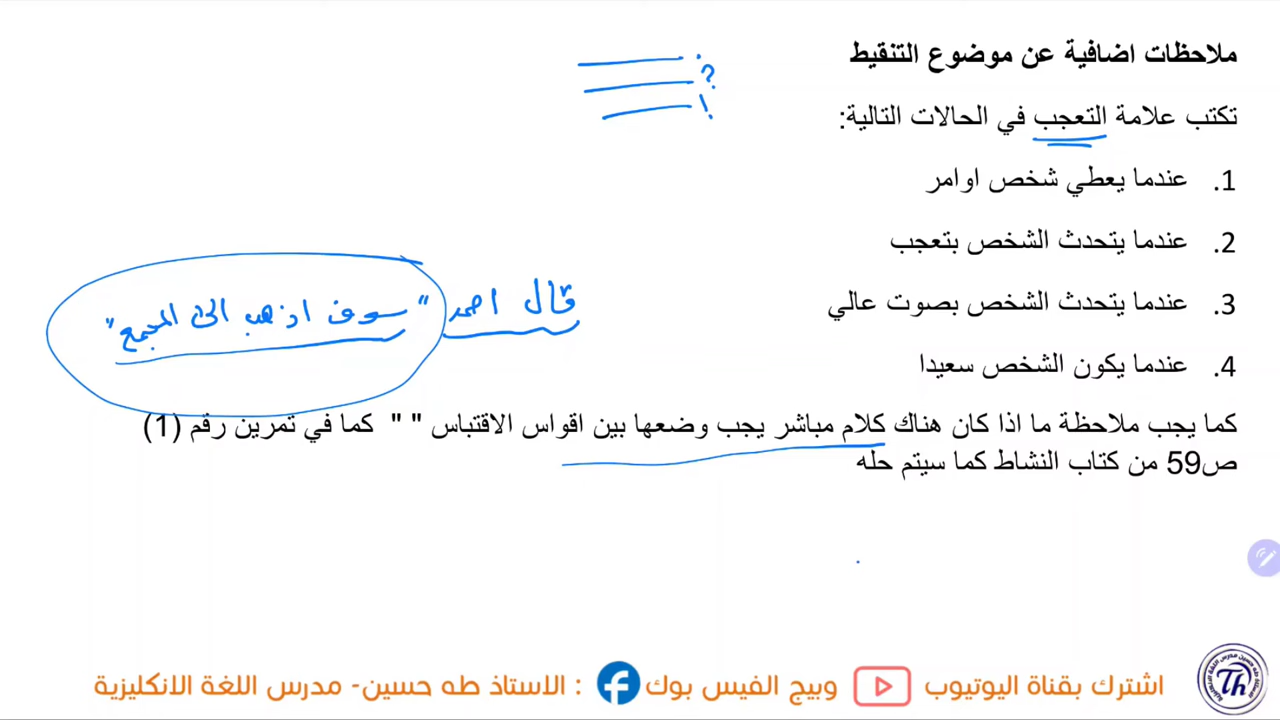 ملاحظات اضافية عن موضوع التنقيط
.
?
!
تكتب علامة التعجب في الحالات التالية:
1. عندما يعطي شخص اوامر
2. عندما يتحدث الشخص بتعجب
3. عندما يتحدث الشخص بصوت عالي
4. عندما يكون الشخص سعيدا
قال احمد "سوف اذهب الى المجمع"
كما يجب ملاحظة ما اذا كان هناك كلام مباشر يجب وضعها بين اقواس الاقتباس " " كما في تمرين رقم (1)
ص59 من كتاب النشاط كما سيتم حله
اشترك بقناة اليوتيوب وبيج الفيس بوك : الاستاذ طه حسين- مدرس اللغة الانكليزية
Th